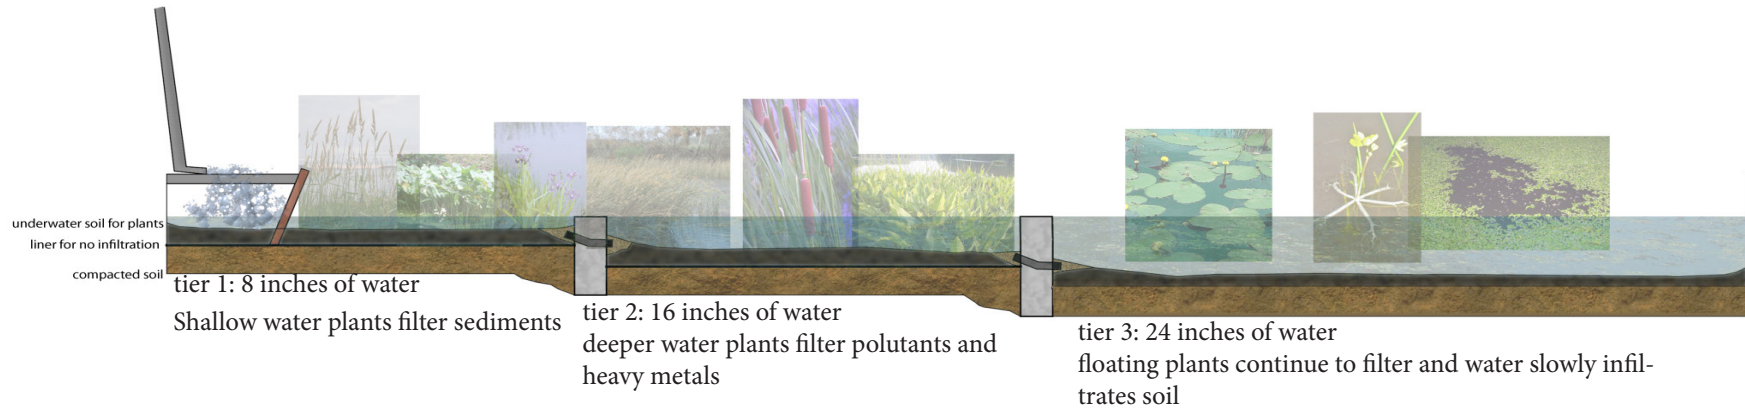 underwater soil for plants
liner for no infiltration
compacted soil
tier 1: 8 inches of water
Shallow water plants filter sediments
tier 2: 16 inches of water
deeper water plants filter polutants and
heavy metals
tier 3: 24 inches of water
floating plants continue to filter and water slowly infil-
trates soil